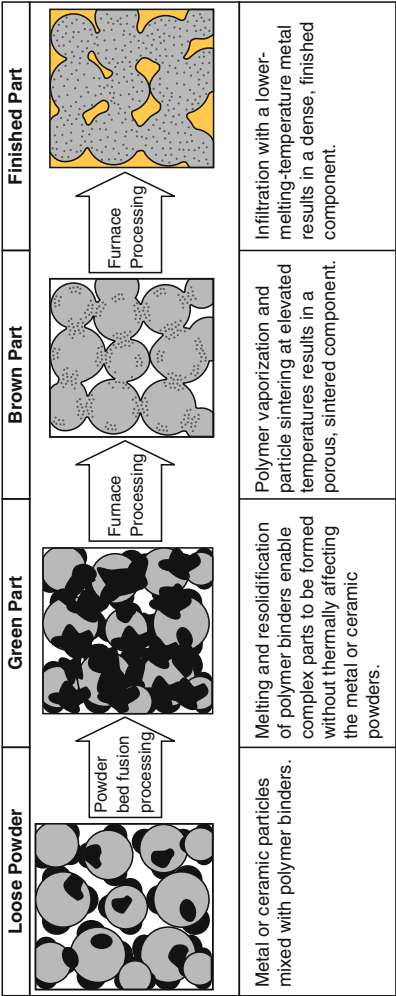 Loose Powder
Green Part
Brown Part
Finished Part
Powder
bed fusion
processing
Furnace
Processing
Furnace
Processing
Metal or ceramic particles
mixed with polymer binders.
Melting and resolidification
of polymer binders enable
complex parts to be formed
without thermally affecting
the metal or ceramic
powders.
Polymer vaporization and
particle sintering at elevated
temperatures results in a
porous, sintered component.
Infiltration with a lower-
melting-temperature metal
results in a dense, finished
component.